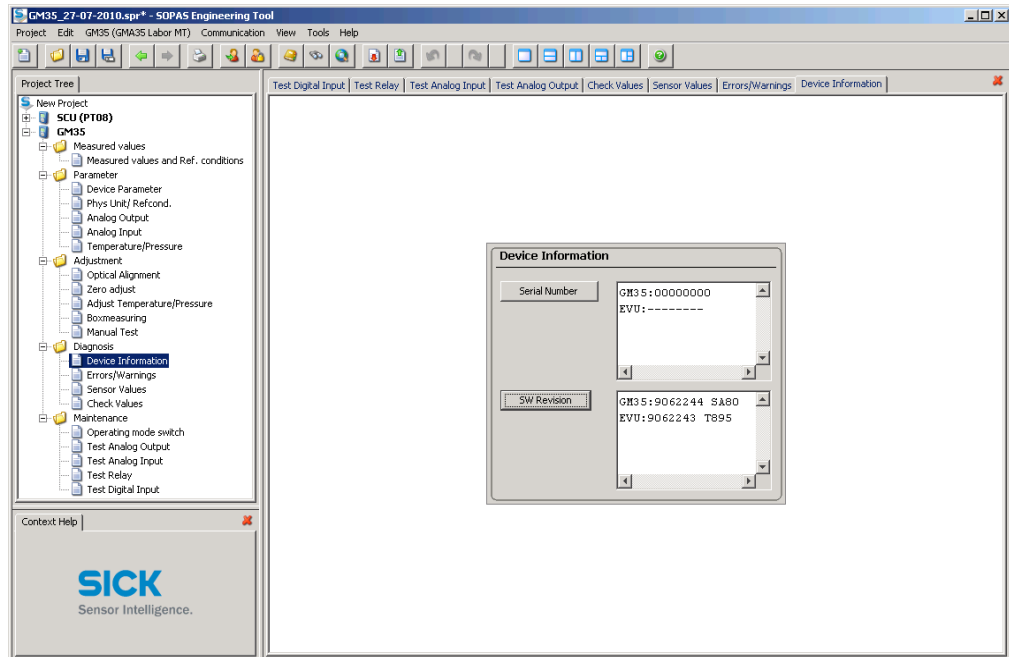 GM35_27-07-2010.spr* - SOPAS Engineering Tool
Project Edit GM35 (GMA35 Labor MT) Communication View Tools Help
Project Tree
New Project
SCU (PT08)
GM35
Measured values
Measured values and Ref. conditions
Parameter
Device Parameter
Phys Unit/ Refcond.
Analog Output
Analog Input
Temperature/Pressure
Adjustment
Optical Alignment
Zero adjust
Adjust Temperature/Pressure
Boxmeasuring
Manual Test
Diagnosis
Device Information
Errors/Warnings
Sensor Values
Check Values
Maintenance
Operating mode switch
Test Analog Output
Test Analog Input
Test Relay
Test Digital Input
Context Help
SICK
Sensor Intelligence.
Test Digital Input Test Relay Test Analog Input Test Analog Output Check Values Sensor Values Errors/Warnings Device Information
Device Information
Serial Number
GM35:00000000
EVU:--------
SW Revision
GM35:9062244 SA80
EVU:9062243 T895